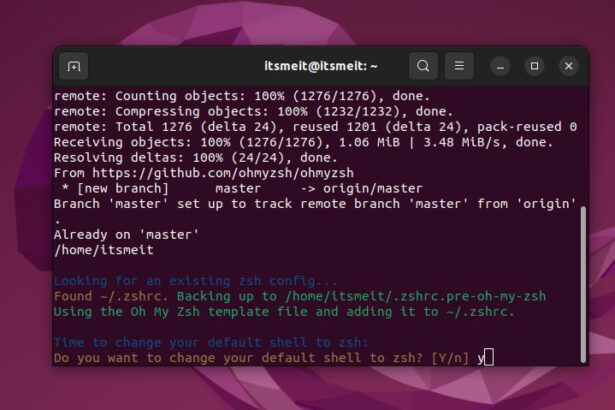 itsmeit@itsmeit: ~
remote: Counting objects: 100% (1276/1276), done.
remote: Compressing objects: 100% (1232/1232), done.
remote: Total 1276 (delta 24), reused 1201 (delta 24), pack-reused 0
Receiving objects: 100% (1276/1276), 1.06 MiB | 3.48 MiB/s, done.
Resolving deltas: 100% (24/24), done.
From https://github.com/ohmyzsh/ohmyzsh
 * [new branch]      master     -> origin/master
Branch 'master' set up to track remote branch 'master' from 'origin'
.
Already on 'master'
/home/itsmeit
Looking for an existing zsh config...
Found ~/.zshrc. Backing up to /home/itsmeit/.zshrc.pre-oh-my-zsh
Using the Oh My Zsh template file and adding it to ~/.zshrc.
Time to change your default shell to zsh:
Do you want to change your default shell to zsh? [Y/n] y